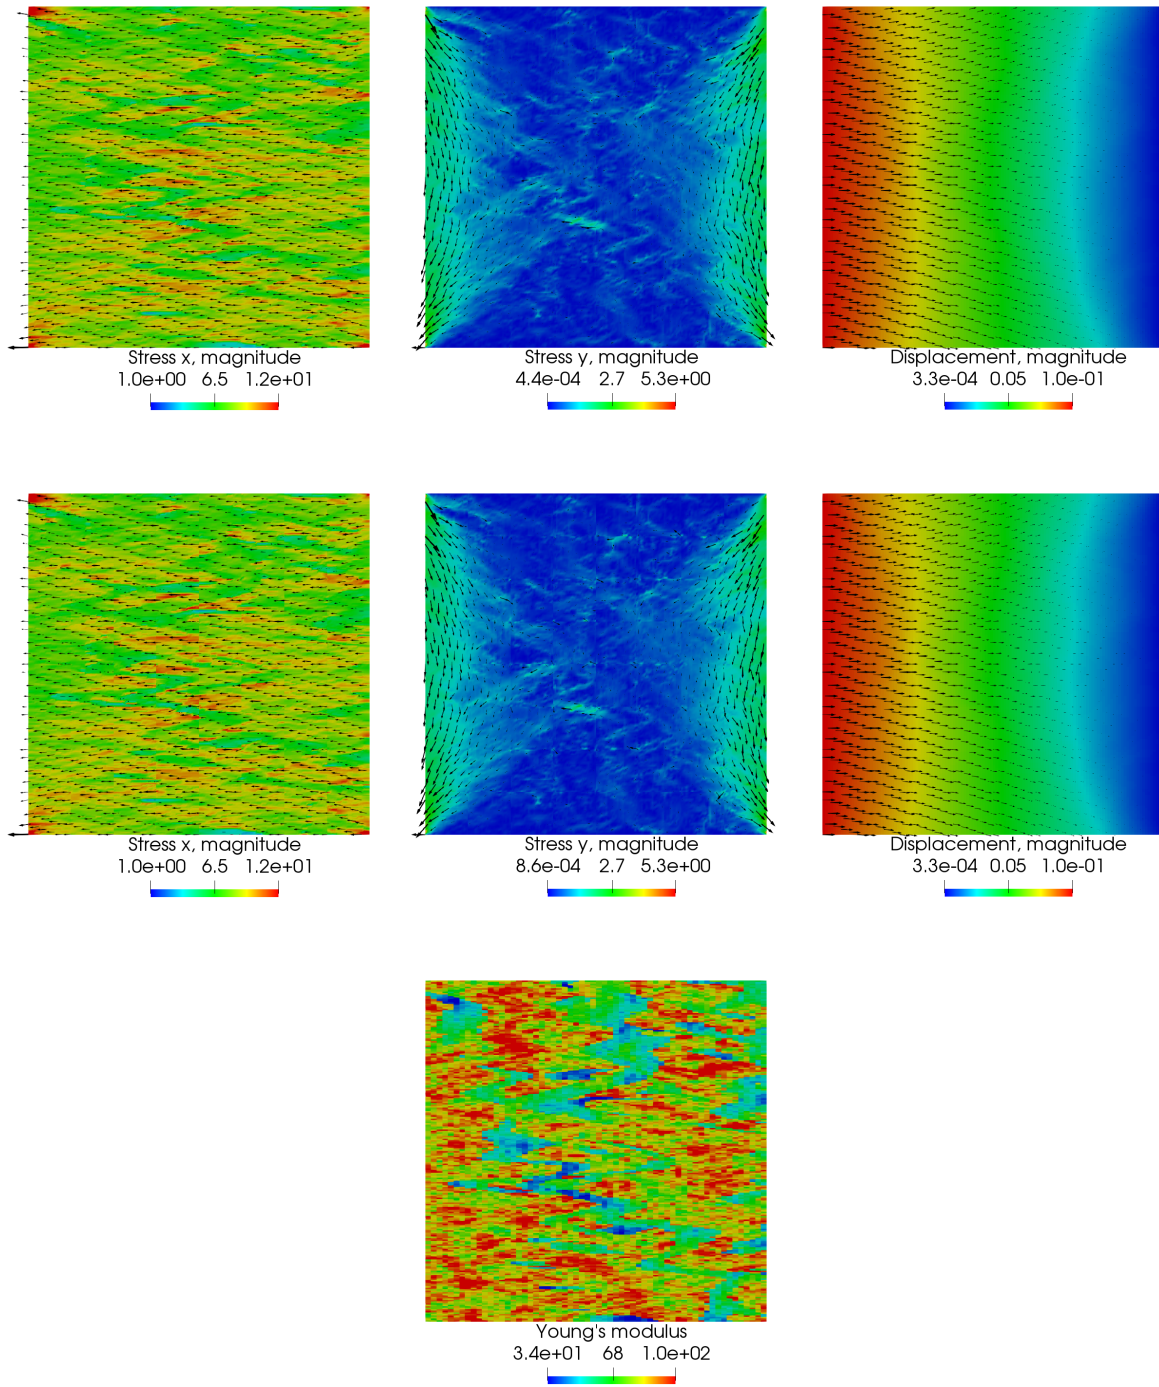 Stress x, magnitude
1.0e+00 6.5 1.2e+01
Stress y, magnitude
4.4e-04 2.7 5.3e+00
Displacement, magnitude
3.3e-04 0.05 1.0e-01
Stress x, magnitude
1.0e+00 6.5 1.2e+01
Stress y, magnitude
8.6e-04 2.7 5.3e+00
Displacement, magnitude
3.3e-04 0.05 1.0e-01
Young's modulus
3.4e+01 68 1.0e+02